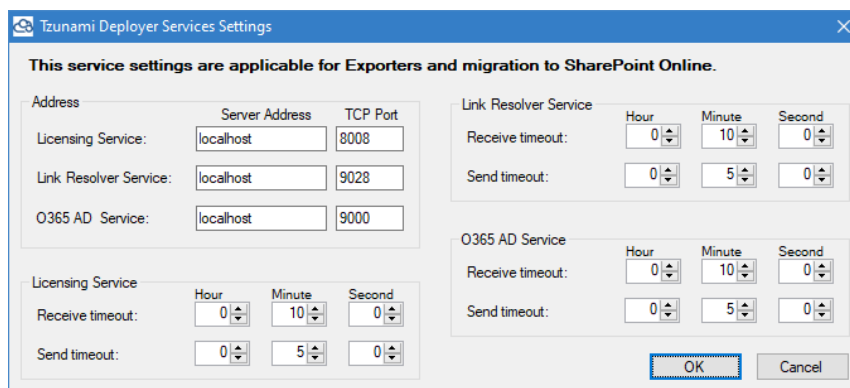 Tzunami Deployer Services Settings
This service settings are applicable for Exporters and migration to SharePoint Online.
Address
Server Address TCP Port
Licensing Service: localhost 8008
Link Resolver Service: localhost 9028
O365 AD Service: localhost 9000
Licensing Service
Hour Minute Second
Receive timeout: 0 10 0
Send timeout: 0 5 0
Link Resolver Service
Hour Minute Second
Receive timeout: 0 10 0
Send timeout: 0 5 0
O365 AD Service
Hour Minute Second
Receive timeout: 0 10 0
Send timeout: 0 5 0
OK Cancel